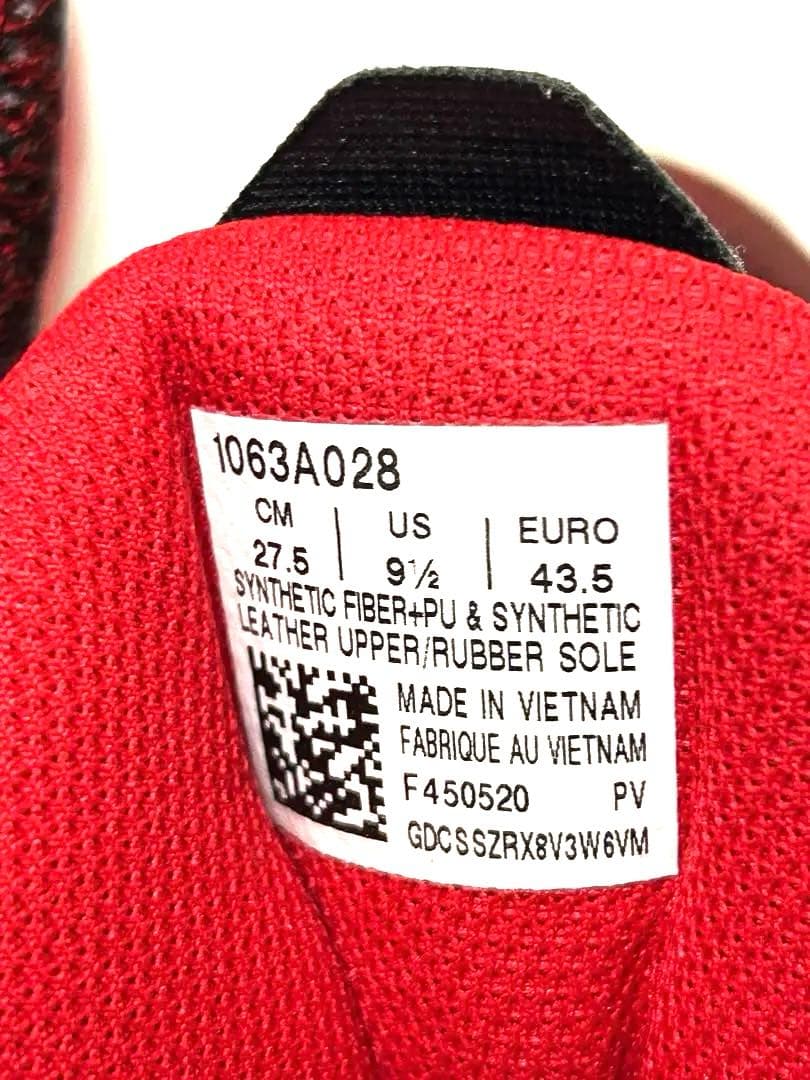 1063A028
CM | US | EURO
27.5 | 9½ | 43.5
SYNTHETIC FIBER+PU & SYNTHETIC
LEATHER UPPER/RUBBER SOLE
MADE IN VIETNAM
FABRIQUE AU VIETNAM
F450520 PV
GDCSSZRX8V3W6VM